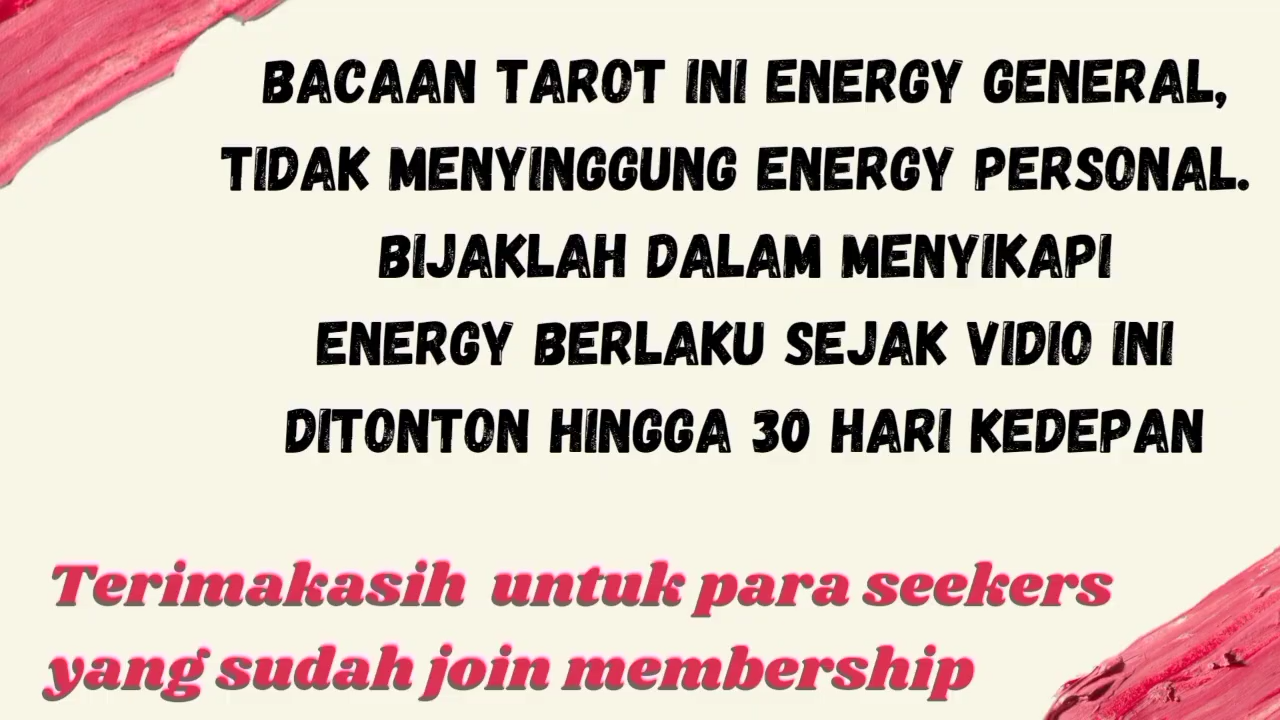 BACAAN TAROT INI ENERGY GENERAL,
TIDAK MENYINGGUNG ENERGY PERSONAL.
BIJAKLAH DALAM MENYIKAPI
ENERGY BERLAKU SEJAK VIDIO INI
DITONTON HINGGA 30 HARI KEDEPAN
Terimakasih untuk para seekers
yang sudah join membership